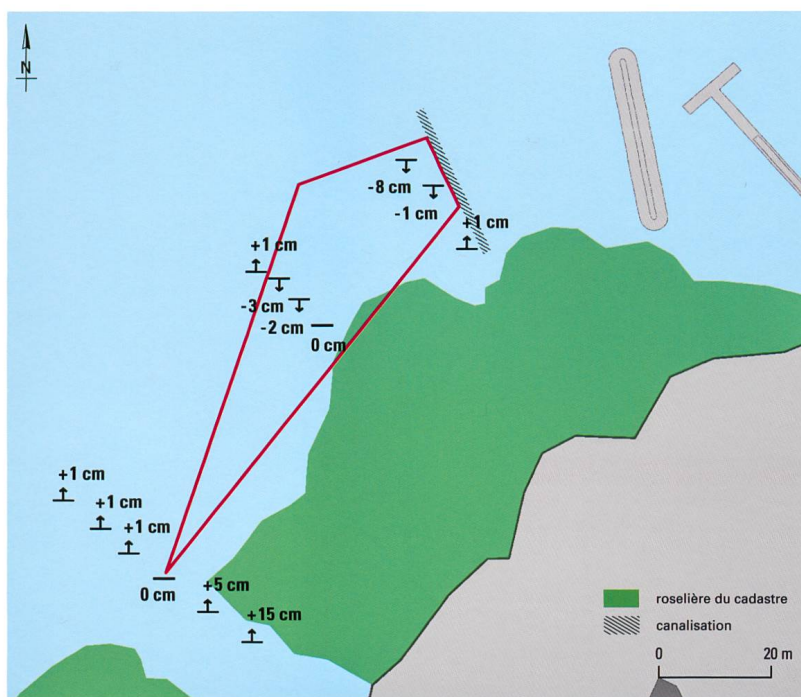 N
-8 cm
-1 cm
+1 cm
+1 cm
-3 cm
-2 cm
0 cm
+1 cm
+1 cm
+1 cm
0 cm
+5 cm
+15 cm
roselière du cadastre
canalisation
0 20 m